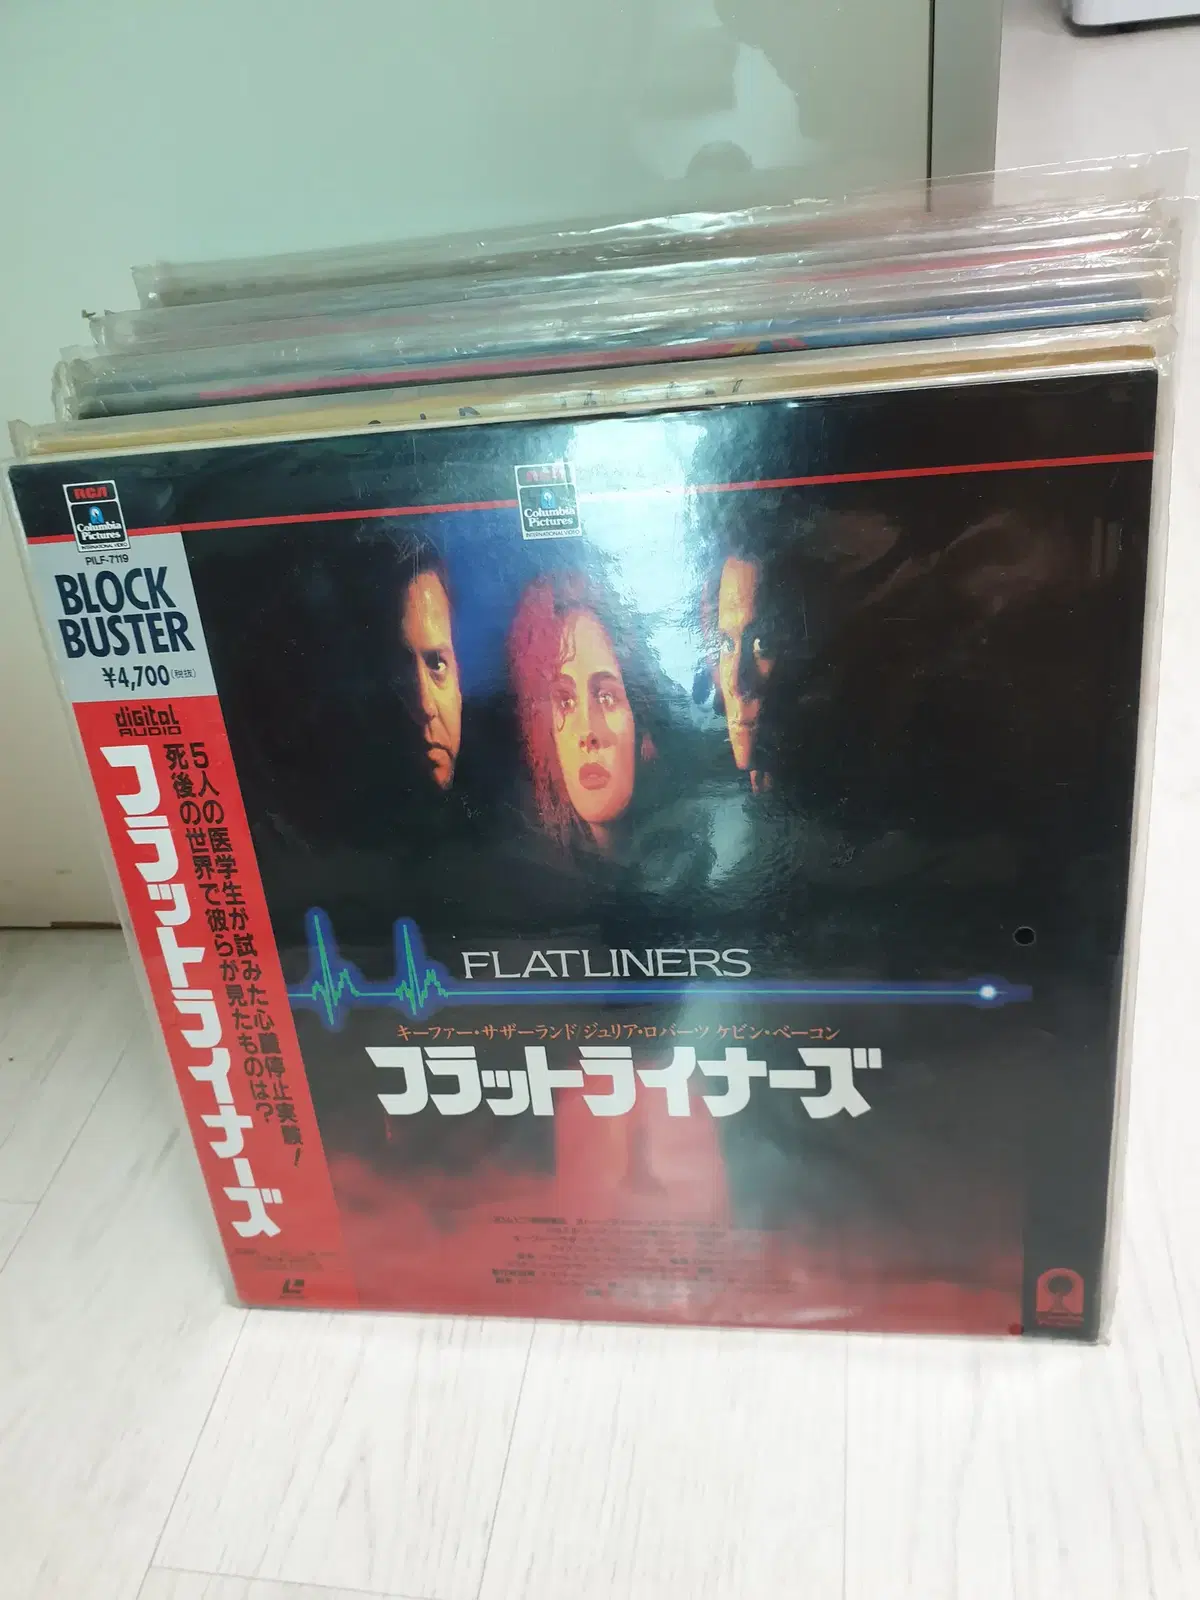 RCA
Columbia
Pictures
INTERNATIONAL VIDEO
PILF-7119
BLOCK
BUSTER
¥4,700(税抜)
digital
AUDIO
5人の医学生が試みた心臓停止実験!
死後の世界で彼らが見たものは?
フラットライナーズ
RCA
Columbia
Pictures
INTERNATIONAL VIDEO
FLATLINERS
キーファー・サザーランド/ジュリア・ロバーツ ケビン・ベーコン
フラットライナーズ